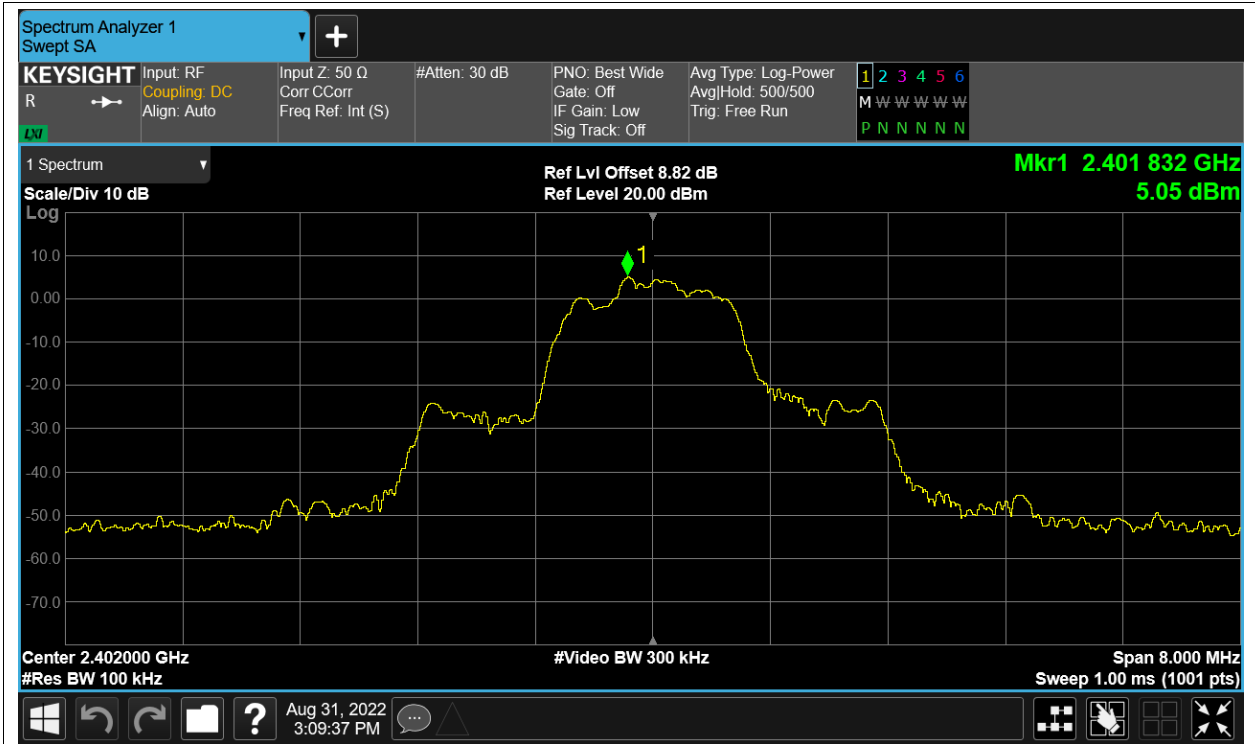 Spectrum Analyzer 1
Swept SA
KEYSIGHT
R
LXI
Input: RF
Coupling: DC
Align: Auto
Input Z: 50 Ω
Corr CCorr
Freq Ref: Int (S)
#Atten: 30 dB
PNO: Best Wide
Gate: Off
IF Gain: Low
Sig Track: Off
Avg Type: Log-Power
Avg|Hold: 500/500
Trig: Free Run
1 2 3 4 5 6
M W W W W W
P N N N N N
1 Spectrum
Scale/Div 10 dB
Log
Ref Lvl Offset 8.82 dB
Ref Level 20.00 dBm
Mkr1 2.401 832 GHz
5.05 dBm
1
10.0
0.00
-10.0
-20.0
-30.0
-40.0
-50.0
-60.0
-70.0
Center 2.402000 GHz
#Res BW 100 kHz
#Video BW 300 kHz
Span 8.000 MHz
Sweep 1.00 ms (1001 pts)
?
Aug 31, 2022
3:09:37 PM